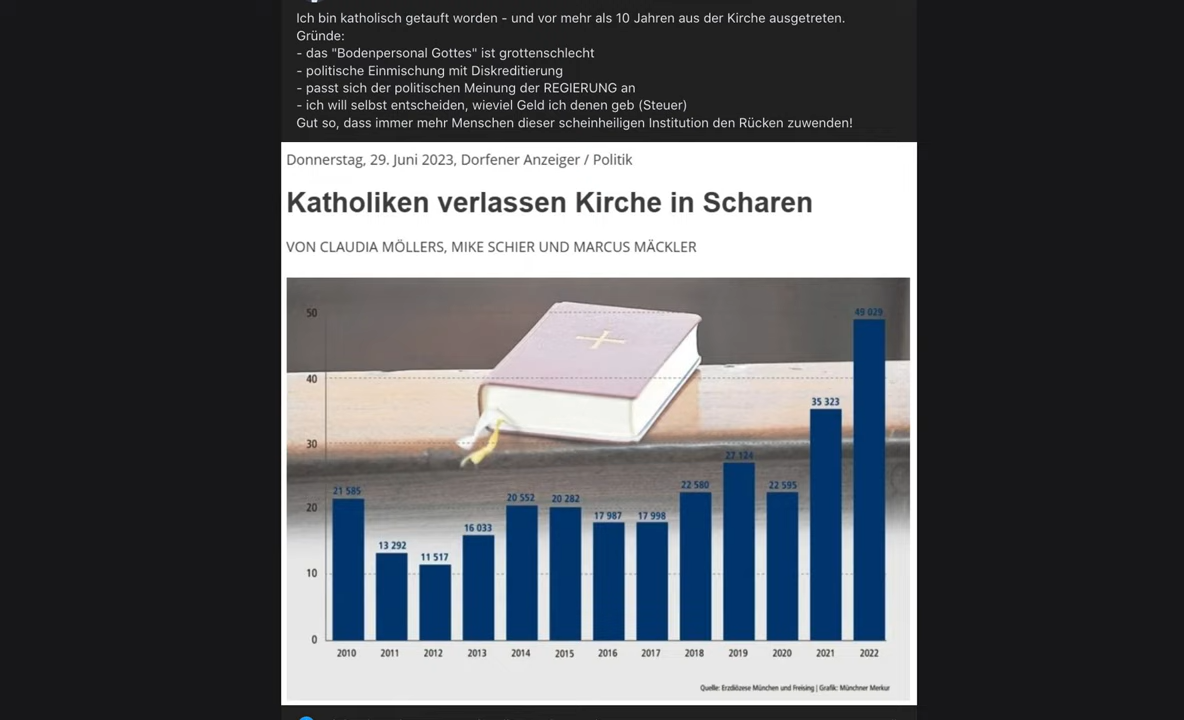 Ich bin katholisch getauft worden - und vor mehr als 10 Jahren aus der Kirche ausgetreten.
Gründe:
- das "Bodenpersonal Gottes" ist grottenschlecht
- politische Einmischung mit Diskreditierung
- passt sich der politischen Meinung der REGIERUNG an
- ich will selbst entscheiden, wieviel Geld ich denen geb (Steuer)
Gut so, dass immer mehr Menschen dieser scheinheiligen Institution den Rücken zuwenden!
Donnerstag, 29. Juni 2023, Dorfener Anzeiger / Politik
Katholiken verlassen Kirche in Scharen
VON CLAUDIA MÖLLERS, MIKE SCHIER UND MARCUS MÄCKLER
50
40
30
20
10
0
21 585
13 292
11 517
16 033
20 552
20 282
17 987
17 998
22 580
27 124
22 595
35 323
49 029
2010 2011 2012 2013 2014 2015 2016 2017 2018 2019 2020 2021 2022
Quelle: Erzdiözese München und Freising | Grafik: Münchner Merkur